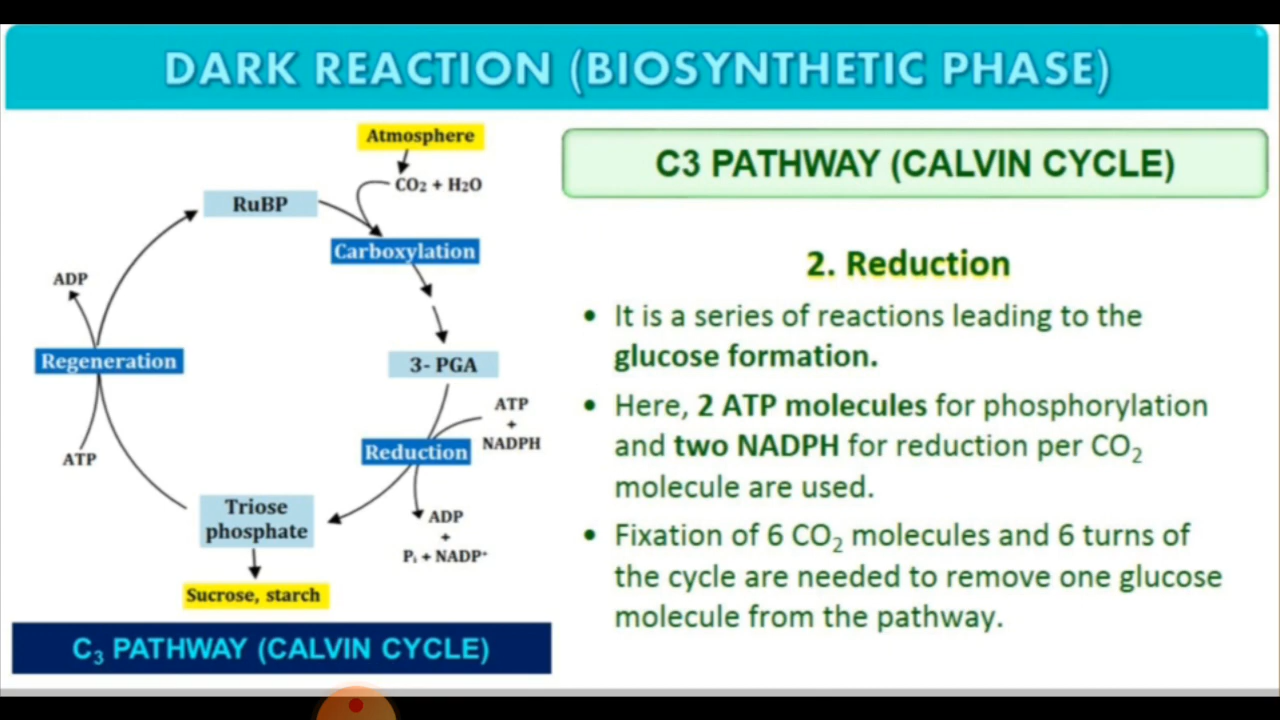 DARK REACTION (BIOSYNTHETIC PHASE)
Atmosphere
CO₂ + H₂O
RuBP
Carboxylation
ADP
Regeneration
3- PGA
ATP
+
NADPH
Reduction
ATP
Triose
phosphate
ADP
+
Pᵢ + NADP⁺
Sucrose, starch
C₃ PATHWAY (CALVIN CYCLE)
C3 PATHWAY (CALVIN CYCLE)
2. Reduction
• It is a series of reactions leading to the
glucose formation.
• Here, 2 ATP molecules for phosphorylation
and two NADPH for reduction per CO₂
molecule are used.
• Fixation of 6 CO₂ molecules and 6 turns of
the cycle are needed to remove one glucose
molecule from the pathway.